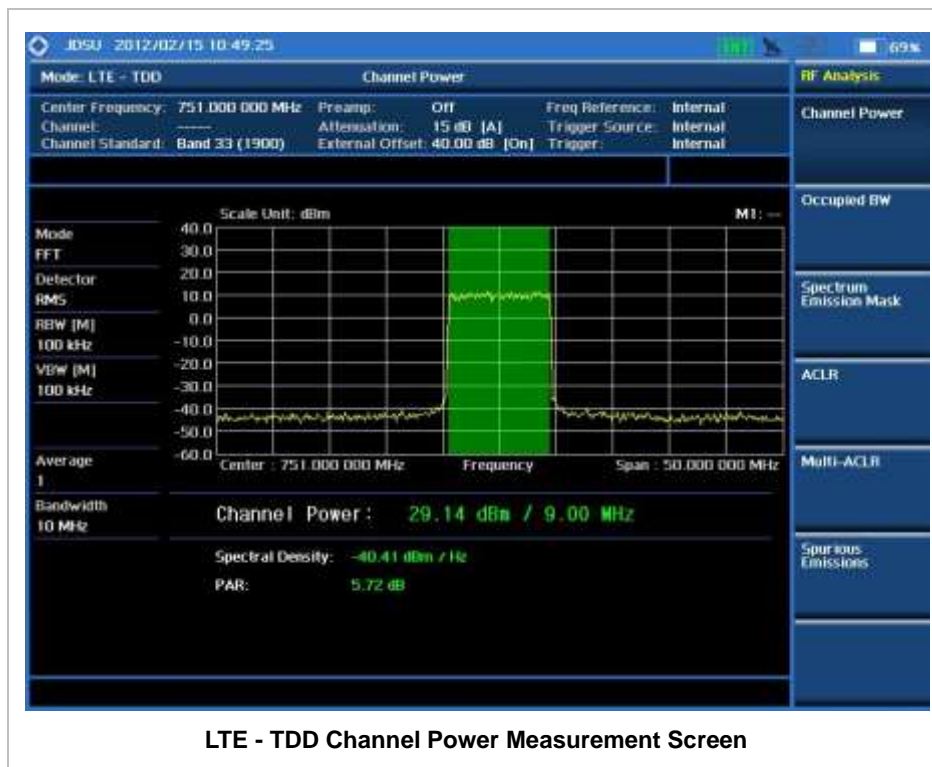 JDSU 2012/02/15 10:49:25
INT
69%
Mode: LTE - TDD
Channel Power
RF Analysis
Center Frequency: 751.000 000 MHz Preamp: Off Freq Reference: Internal
Channel: ----- Attenuation: 15 dB [A] Trigger Source: Internal
Channel Standard: Band 33 (1900) External Offset: 40.00 dB [On] Trigger: Internal
Channel Power
Occupied BW
Spectrum
Emission Mask
ACLR
Multi-ACLR
Spurious
Emissions
Scale Unit: dBm
M1: --
Mode
FFT
Detector
RMS
RBW [M]
100 kHz
VBW [M]
100 kHz
Average
1
Bandwidth
10 MHz
40.0
30.0
20.0
10.0
0.0
-10.0
-20.0
-30.0
-40.0
-50.0
-60.0
Center : 751.000 000 MHz Frequency Span : 50.000 000 MHz
Channel Power: 29.14 dBm / 9.00 MHz
Spectral Density: -40.41 dBm / Hz
PAR: 5.72 dB
LTE - TDD Channel Power Measurement Screen